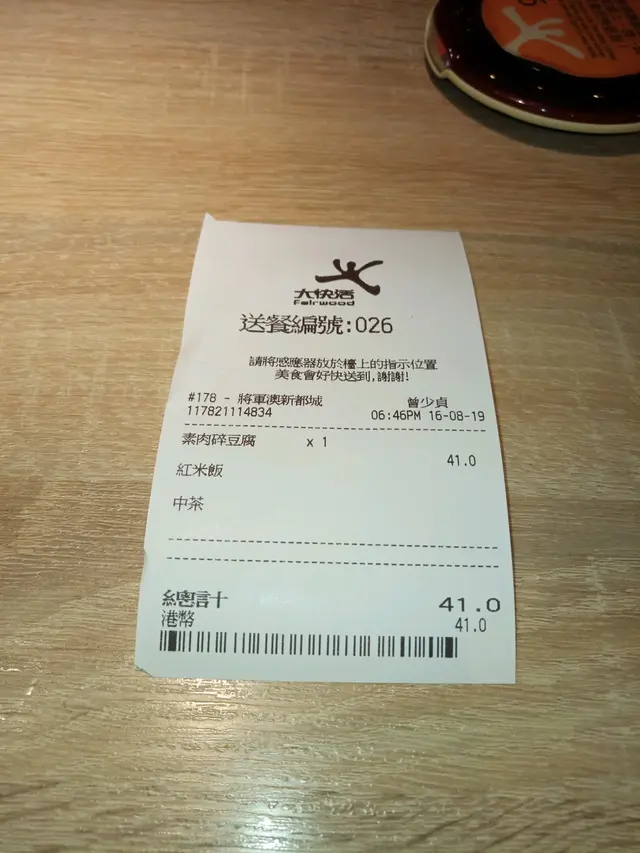 大快活
Fairwood
送餐編號:026
請將感應器放於檯上的指示位置
美食會好快送到,謝謝!
#178 - 將軍澳新都城 曾少貞
117821114834 06:46PM 16-08-19
素肉碎豆腐 x 1
41.0
紅米飯
中茶
總計 41.0
港幣 41.0